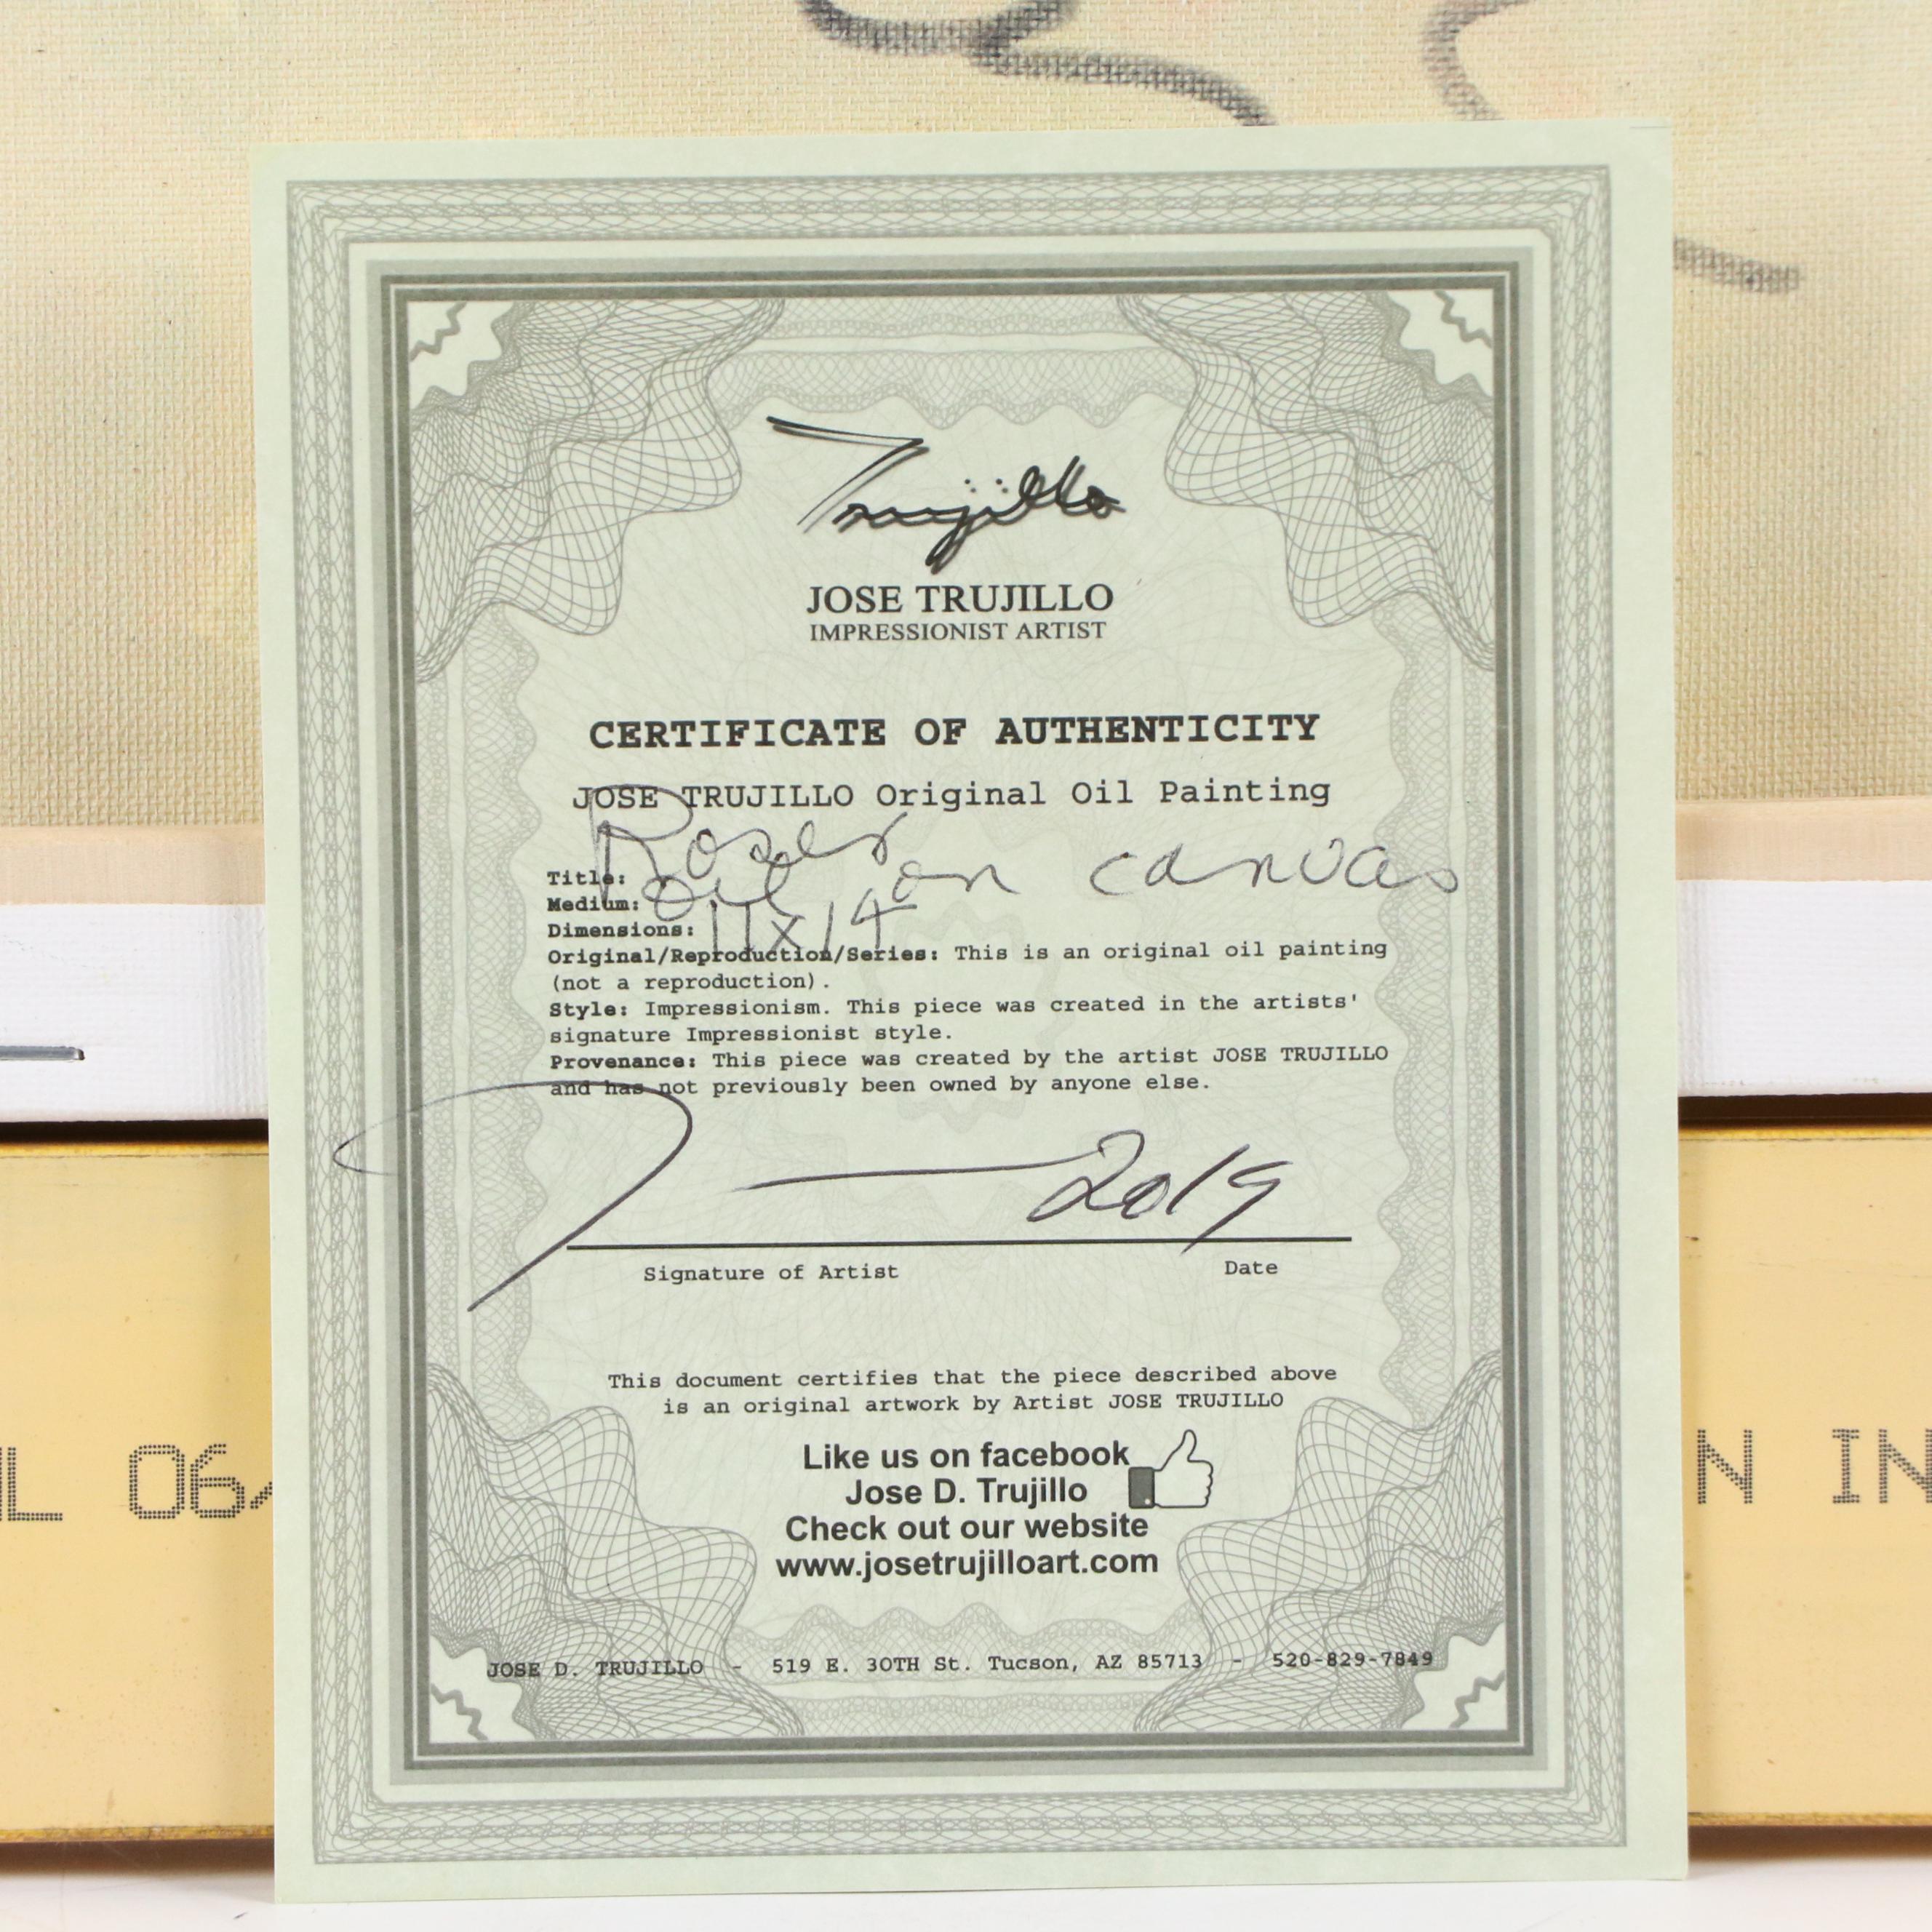 Trujillo
JOSE TRUJILLO
IMPRESSIONIST ARTIST
CERTIFICATE OF AUTHENTICITY
JOSE TRUJILLO Original Oil Painting
Title: Roses
Medium: Oil on canvas
Dimensions: 11x14
Original/Reproduction/Series: This is an original oil painting
(not a reproduction).
Style: Impressionism. This piece was created in the artists'
signature Impressionist style.
Provenance: This piece was created by the artist JOSE TRUJILLO
and has not previously been owned by anyone else.
2019
Signature of Artist Date
This document certifies that the piece described above
is an original artwork by Artist JOSE TRUJILLO
Like us on facebook
Jose D. Trujillo
Check out our website
www.josetrujilloart.com
JOSE D. TRUJILLO - 519 E. 30TH St. Tucson, AZ 85713 - 520-829-7849
06
N IN